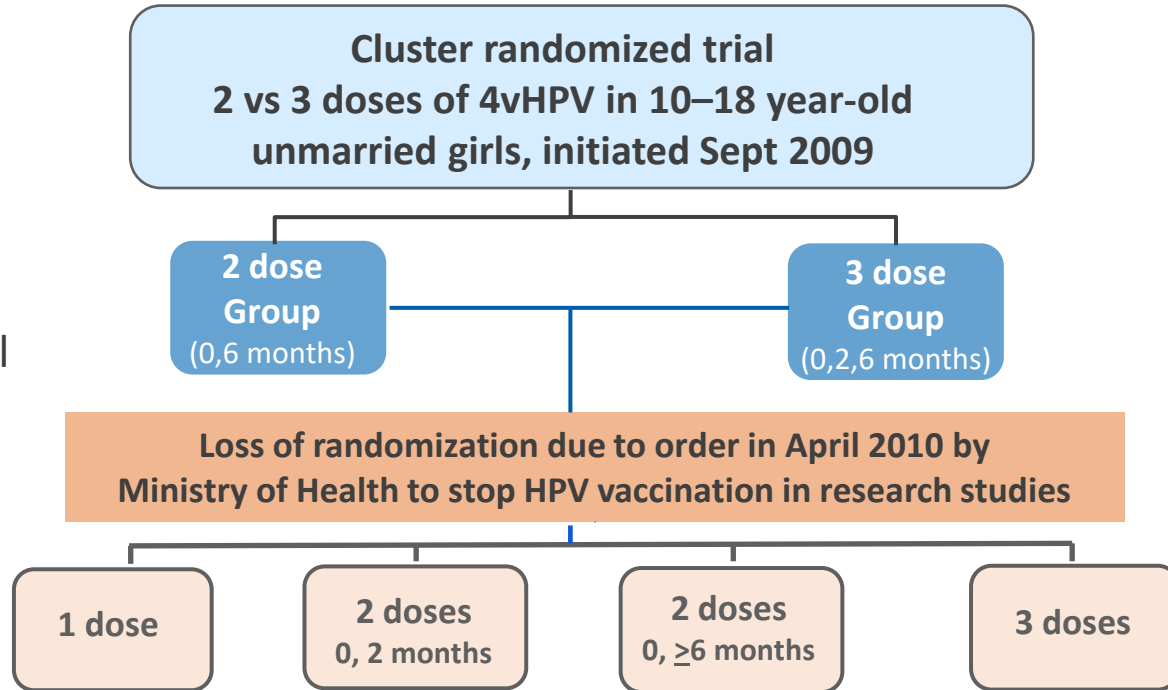 Cluster randomized trial
2 vs 3 doses of 4vHPV in 10–18 year-old
unmarried girls, initiated Sept 2009
2 dose
Group
(0,6 months)
3 dose
Group
(0,2,6 months)
l
Loss of randomization due to order in April 2010 by
Ministry of Health to stop HPV vaccination in research studies
1 dose
2 doses
0, 2 months
2 doses
0, ≥6 months
3 doses